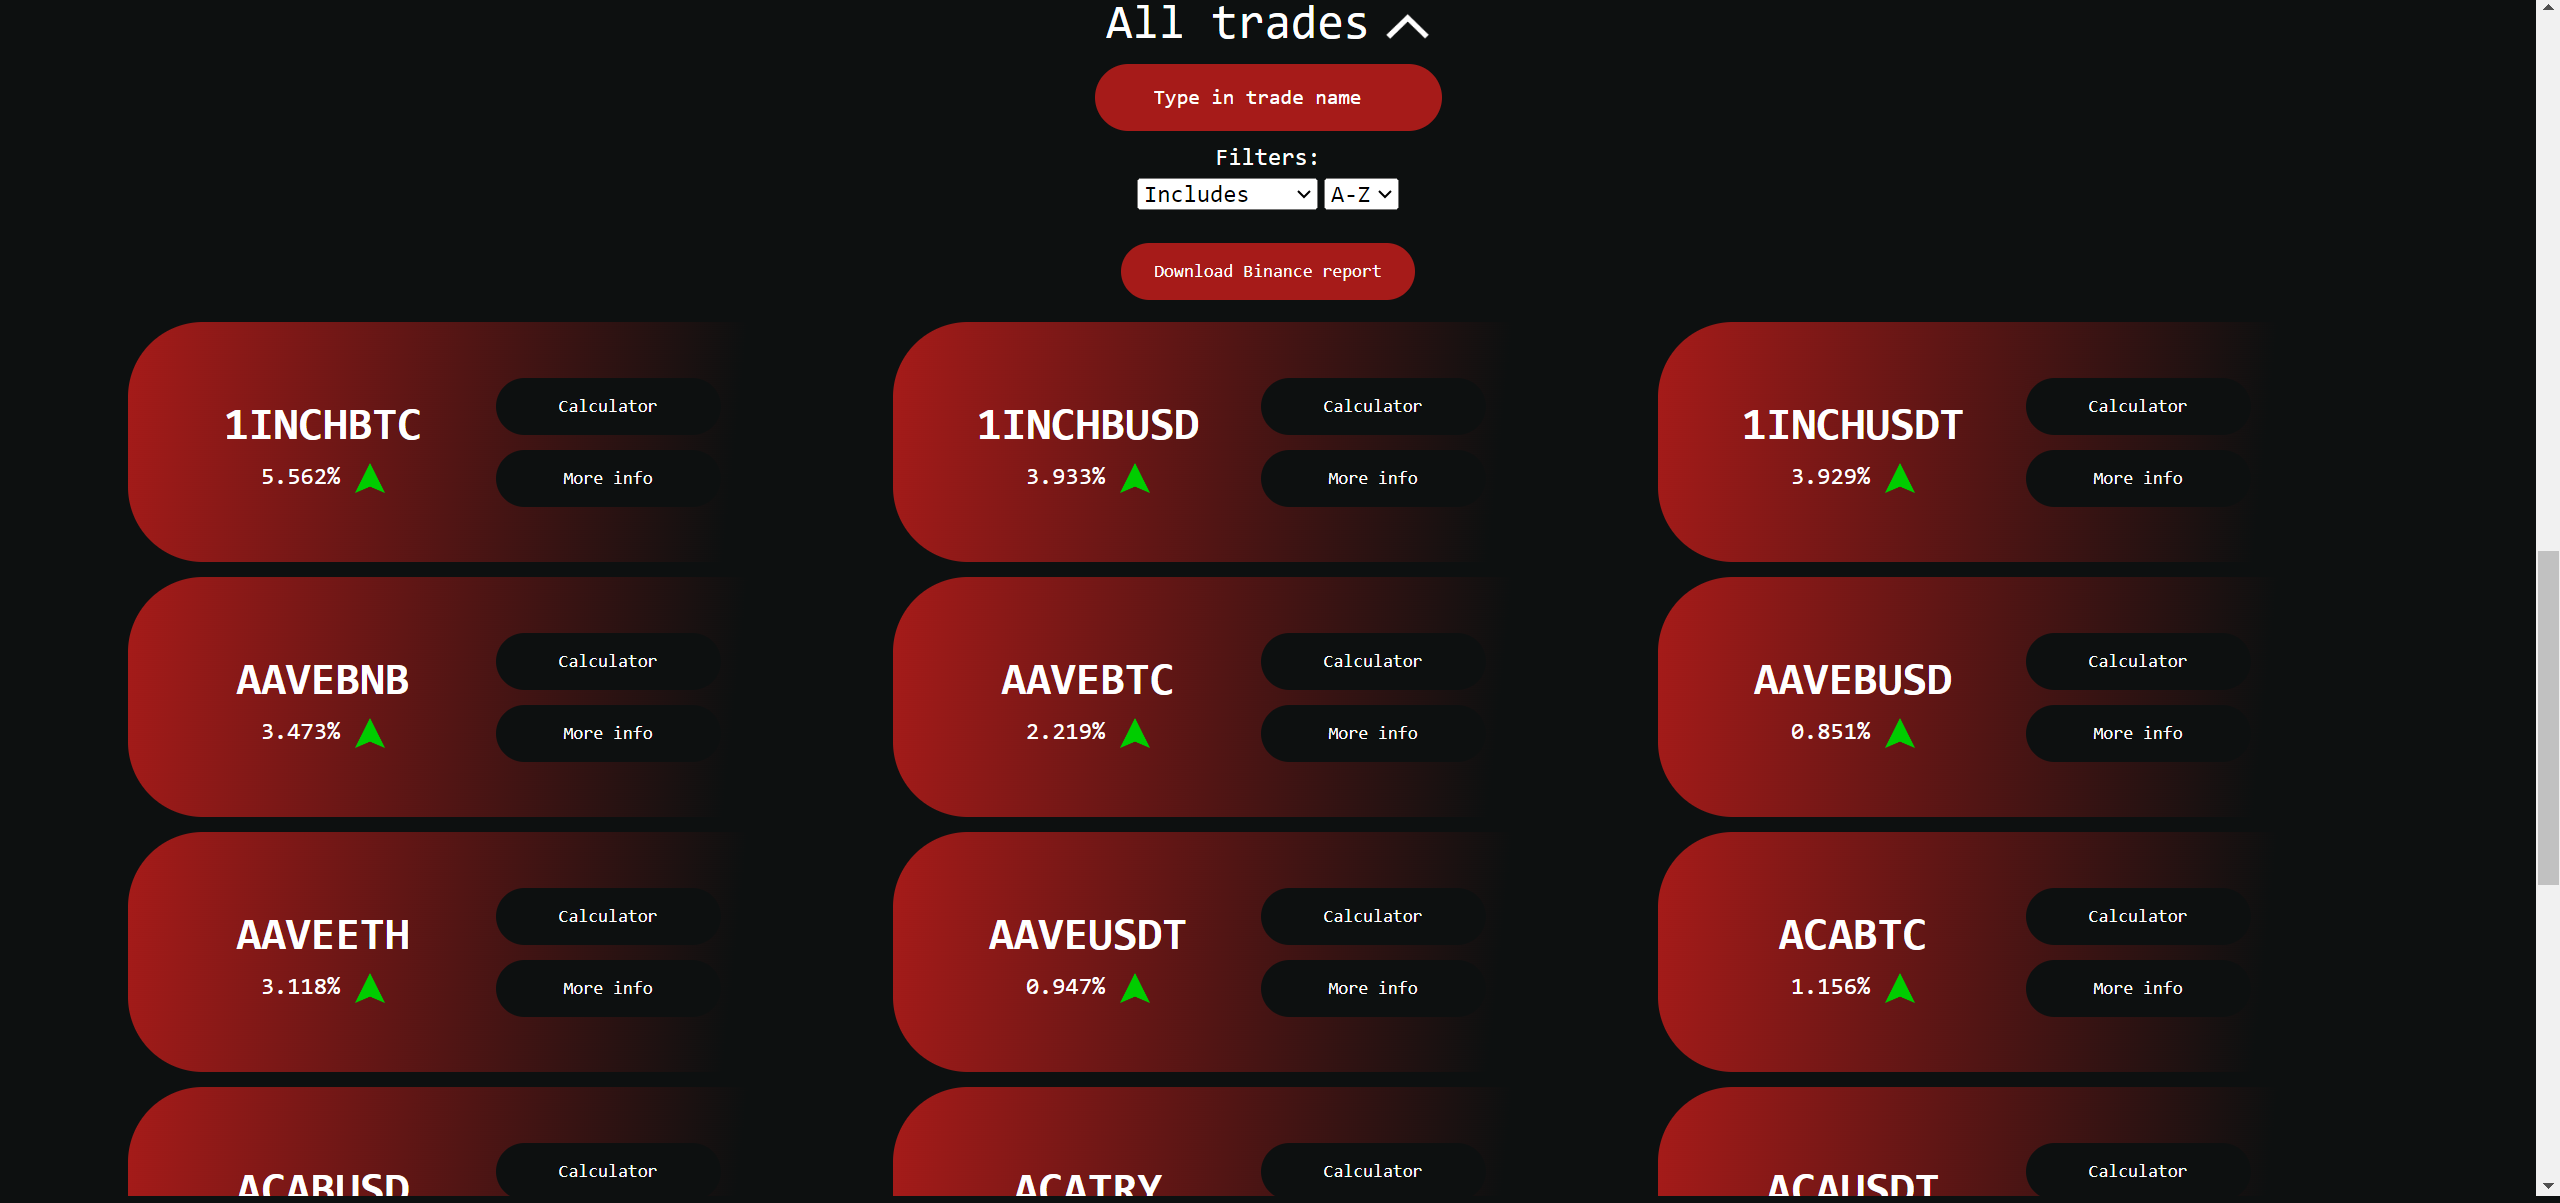 All trades
Type in trade name
Filters:
Includes A-Z
Download Binance report
1INCHBTC
5.562%
Calculator
More info
1INCHBUSD
3.933%
Calculator
More info
1INCHUSDT
3.929%
Calculator
More info
AAVEBNB
3.473%
Calculator
More info
AAVEBTC
2.219%
Calculator
More info
AAVEBUSD
0.851%
Calculator
More info
AAVEETH
3.118%
Calculator
More info
AAVEUSDT
0.947%
Calculator
More info
ACABTC
1.156%
Calculator
More info
ACABUSD
Calculator
ACATRY
Calculator
ACAUSDT
Calculator